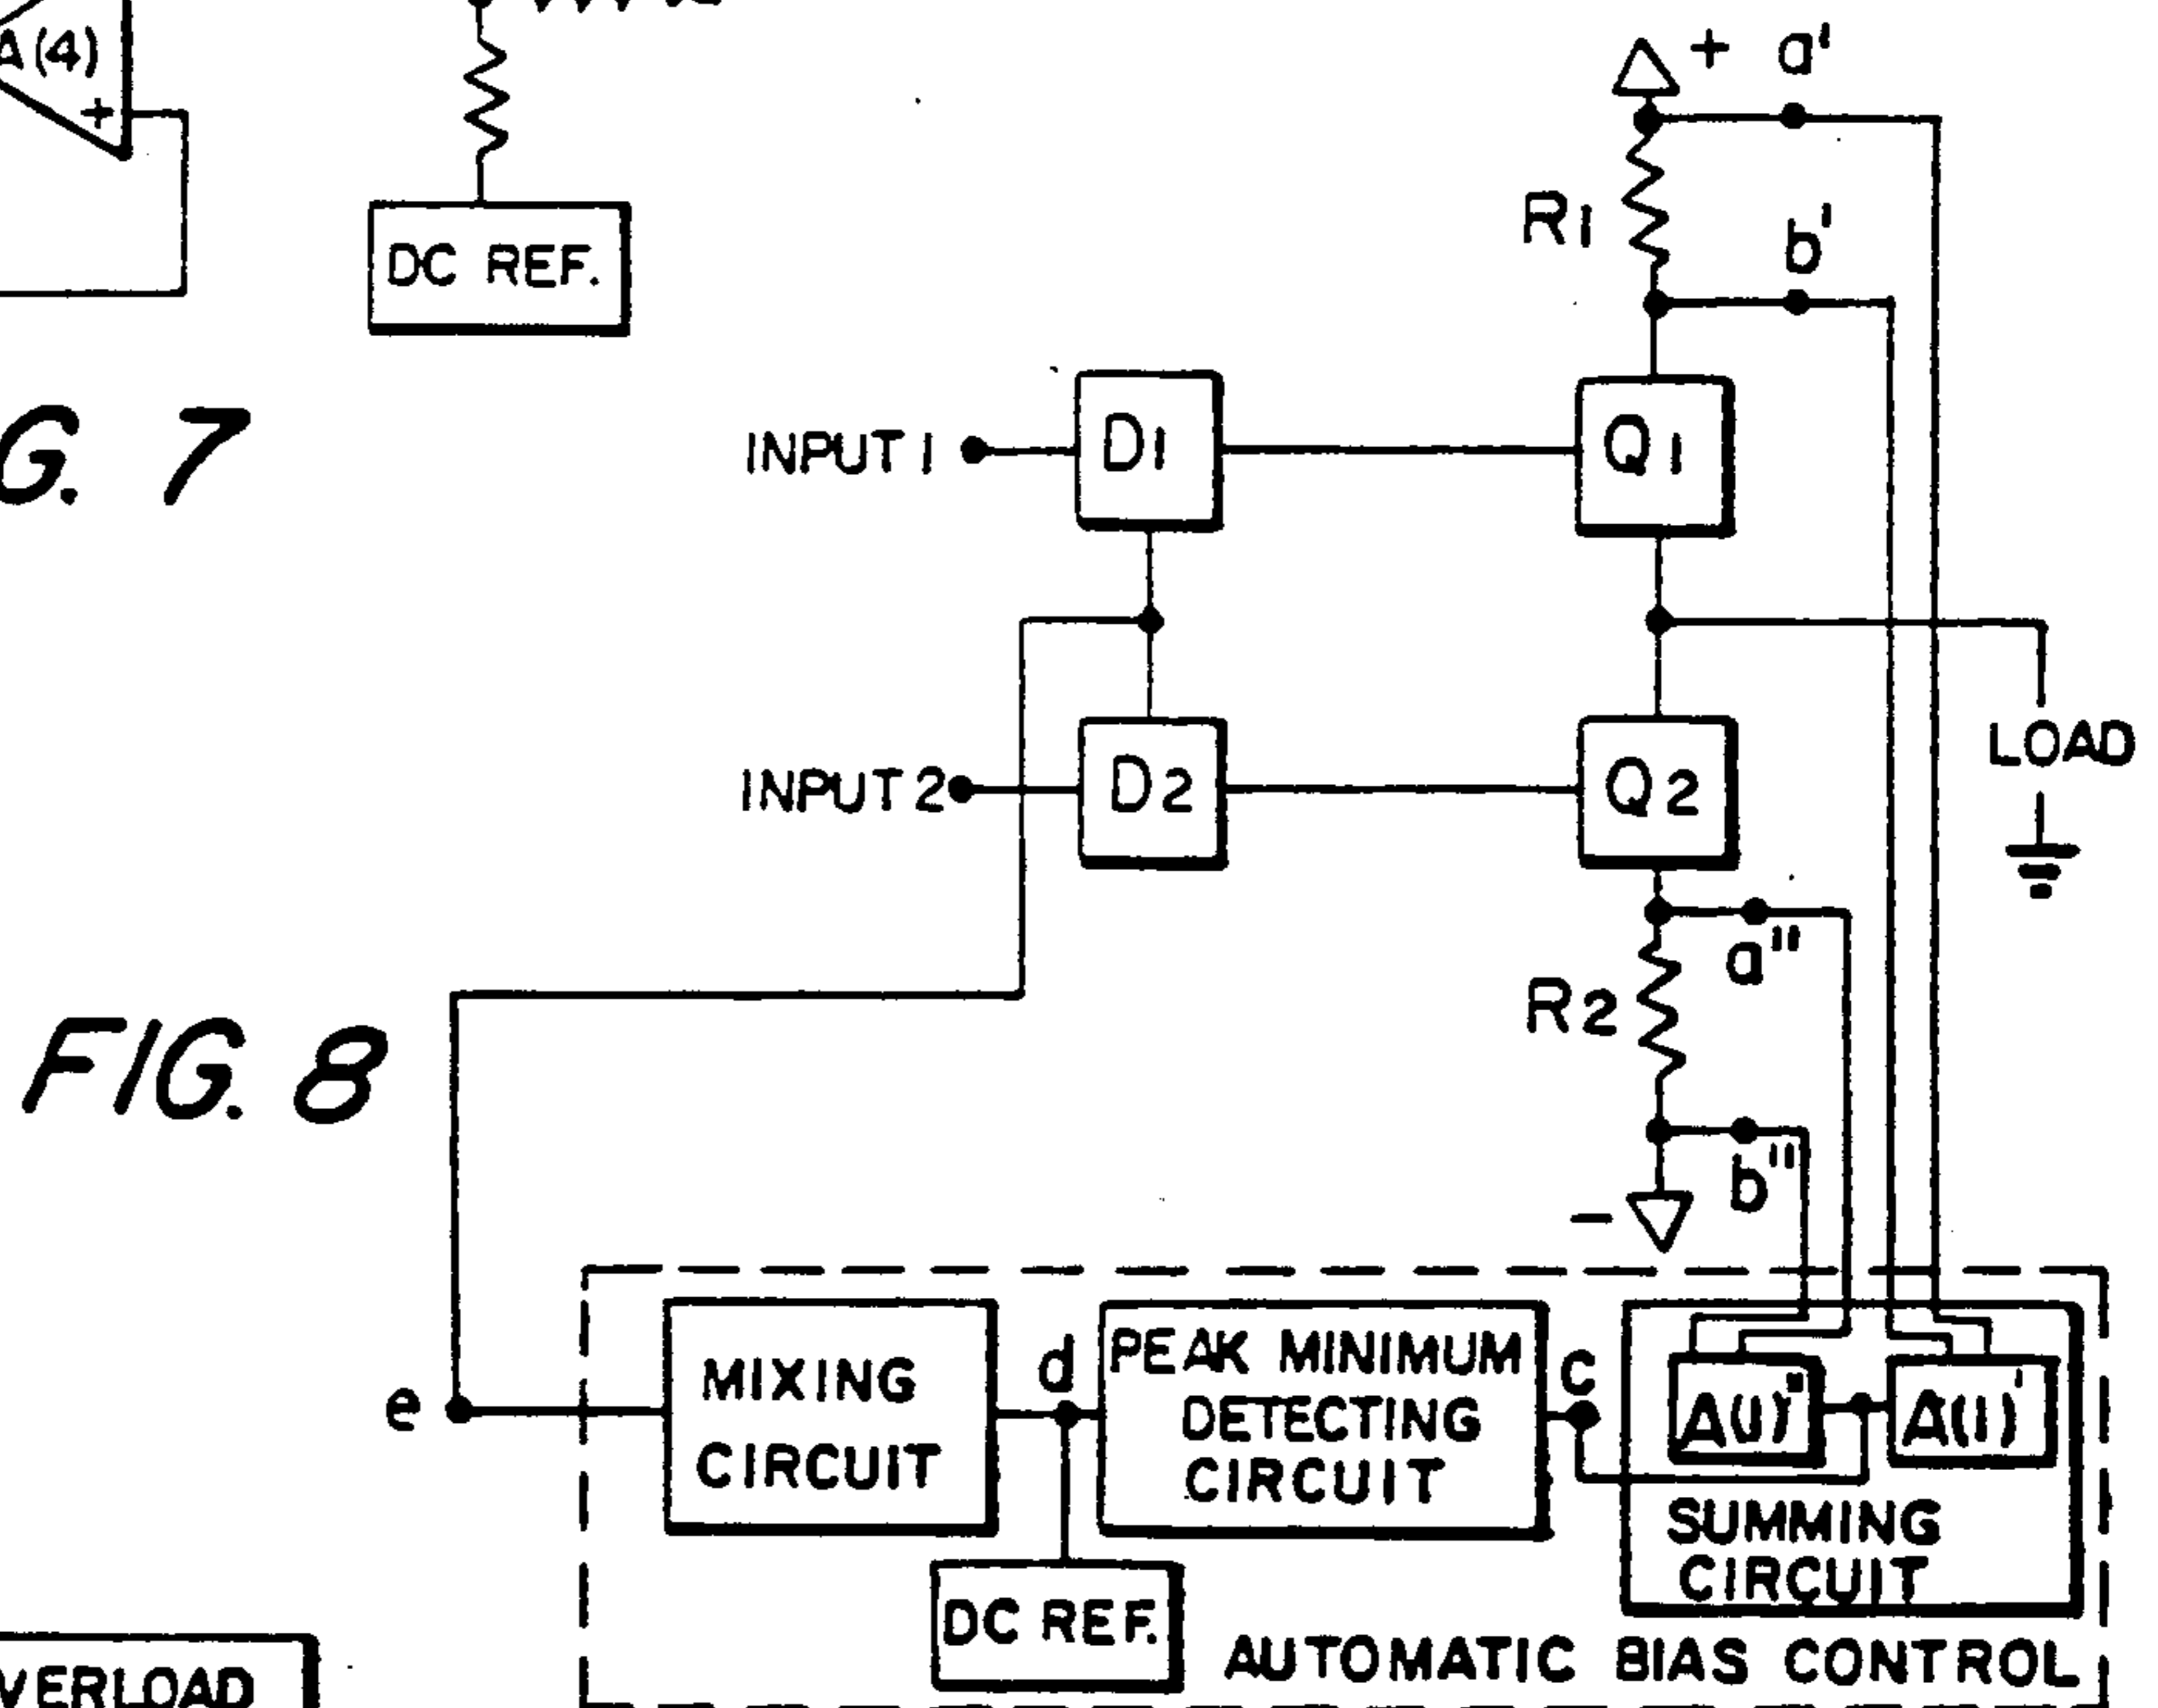 A(4)
+
DC REF.
G. 7
+ a'
R1
b'
INPUT 1
D1
Q1
INPUT 2
D2
Q2
LOAD
a"
R2
b"
-
FIG. 8
e
MIXING
CIRCUIT
d
PEAK MINIMUM
DETECTING
CIRCUIT
c
A(1)"
A(1)'
SUMMING
CIRCUIT
DC REF.
AUTOMATIC BIAS CONTROL
VERLOAD